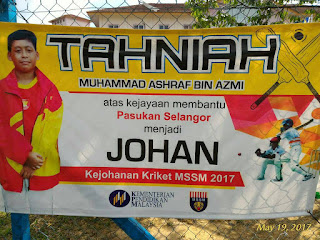 TAHNIAH
MUHAMMAD ASHRAF BIN AZMI
atas kejayaan membantu
Pasukan Selangor
menjadi
JOHAN
Kejohanan Kriket MSSM 2017
KEMENTERIAN
PENDIDIKAN
MALAYSIA
MSSM
May 19, 2017